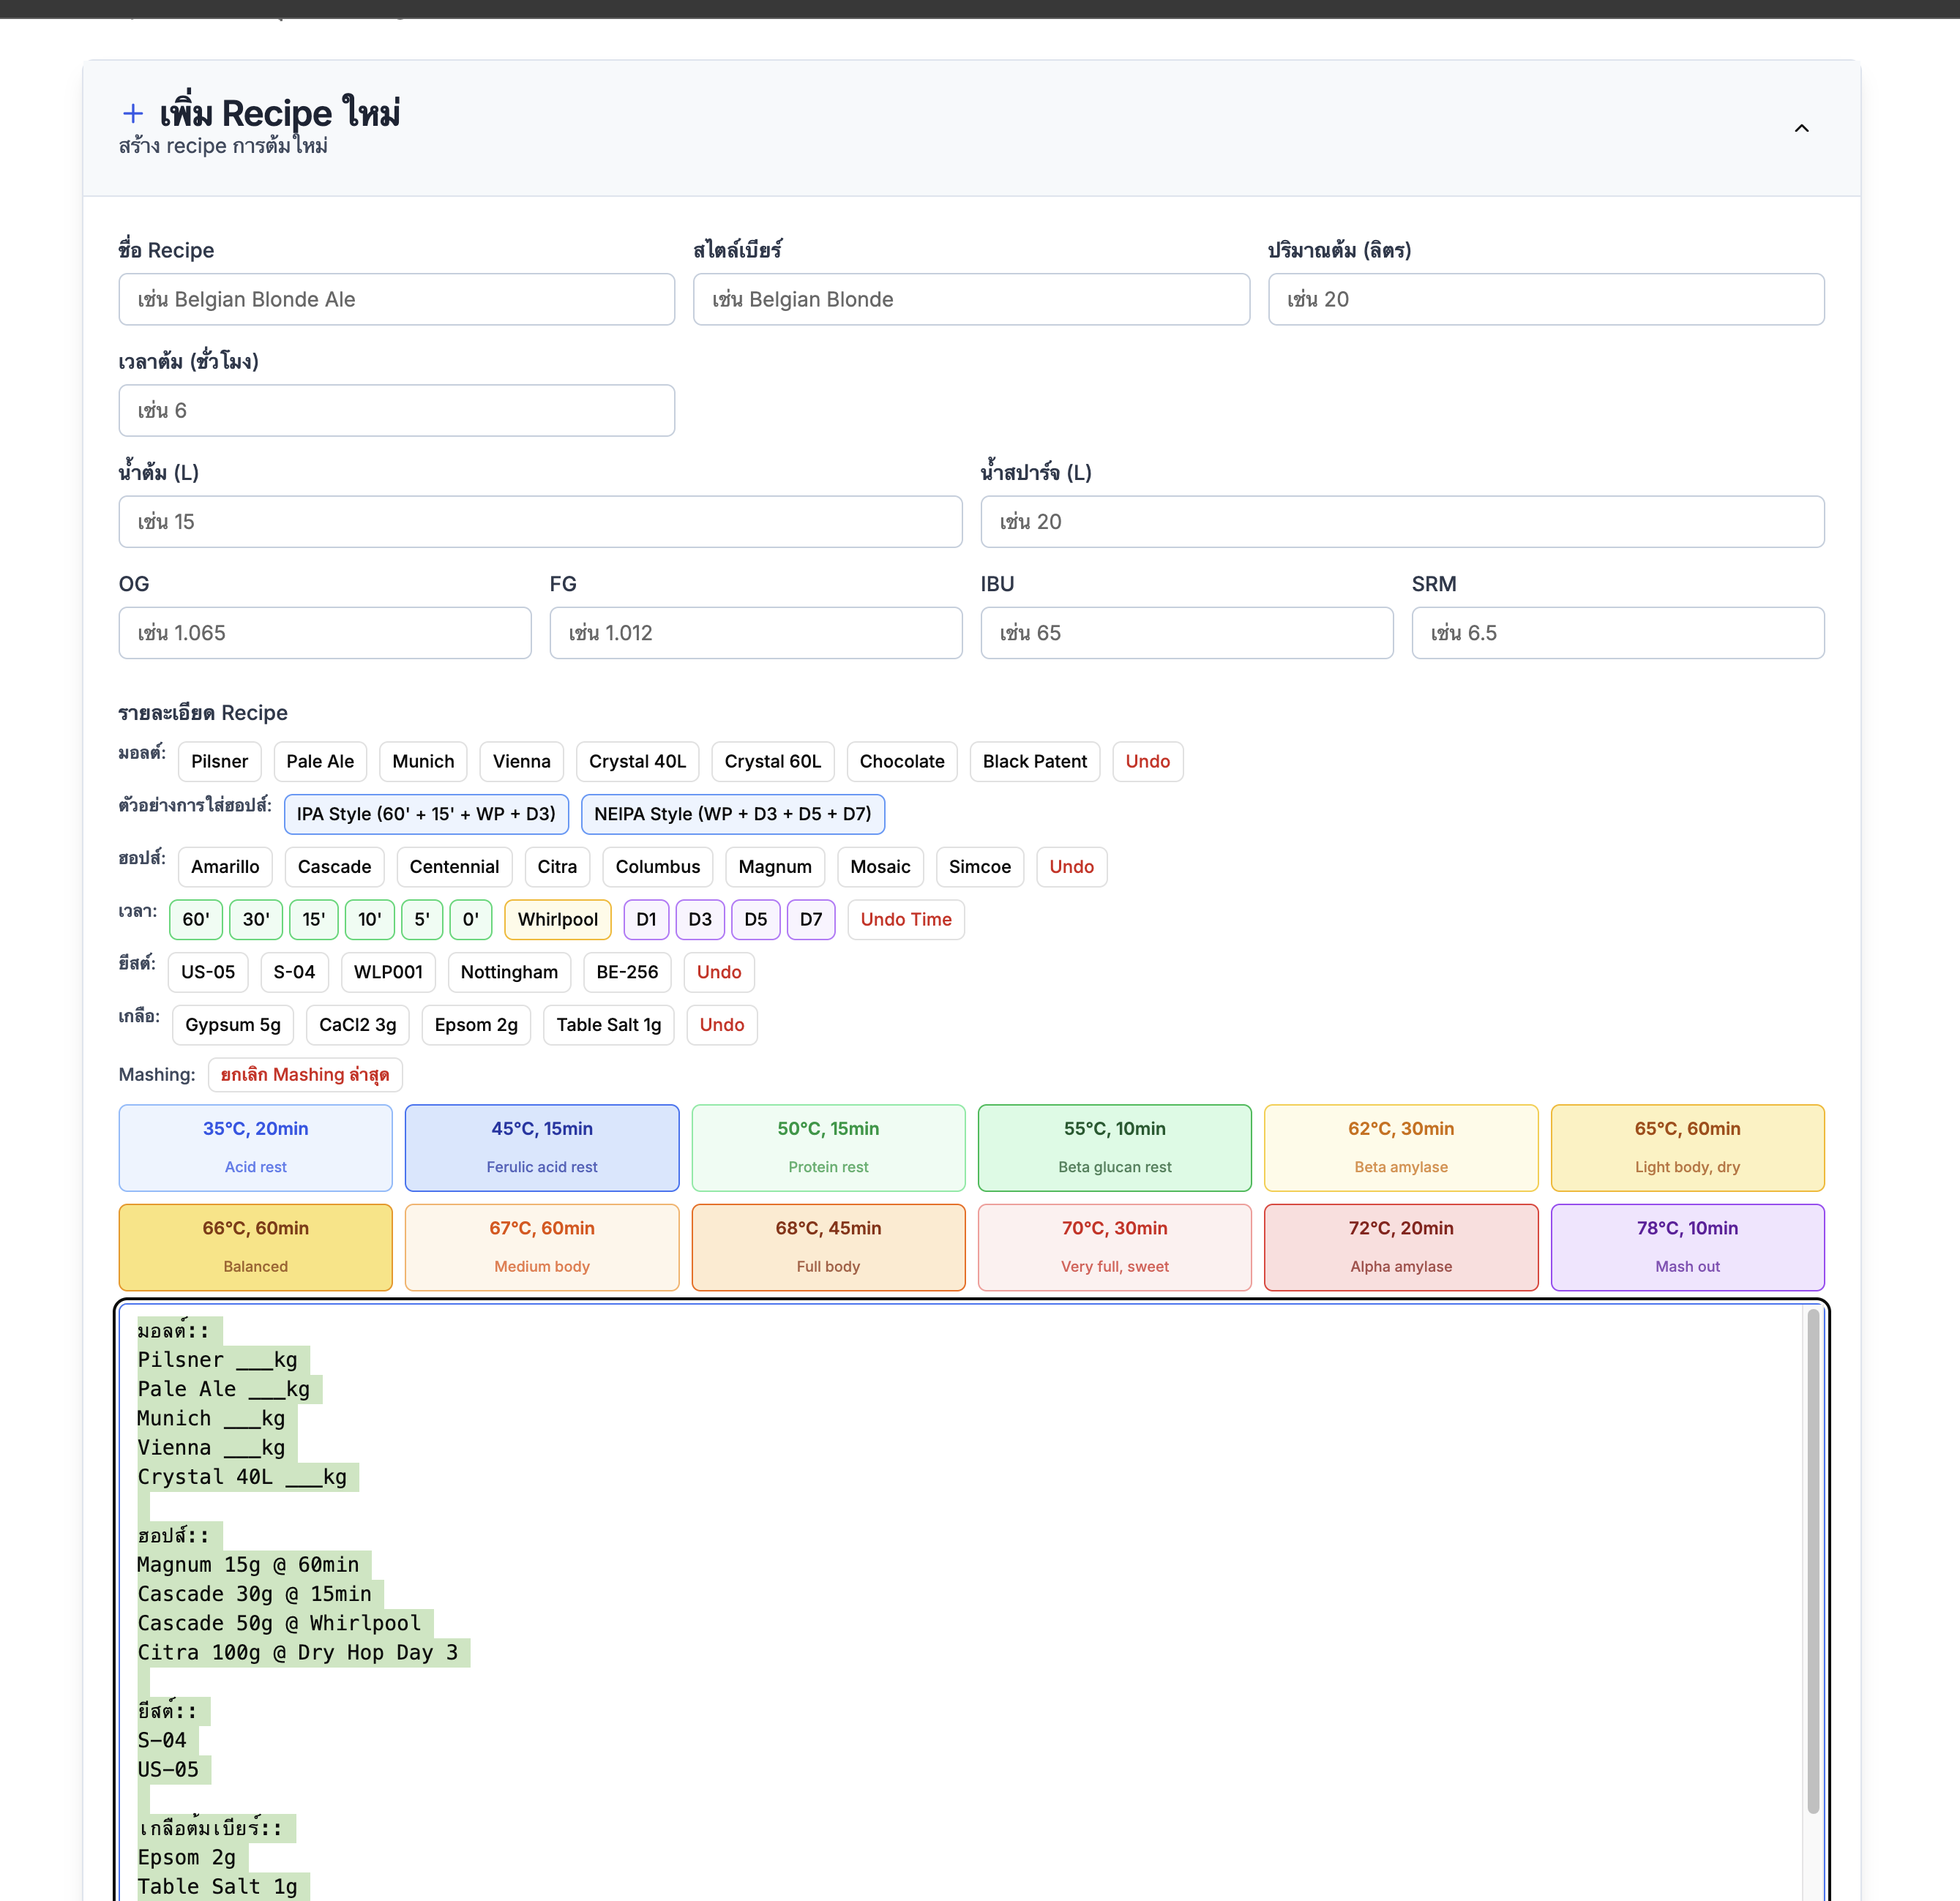 เพิ่ม Recipe ใหม่
สร้าง recipe การต้มใหม่
ชื่อ Recipe สไตล์เบียร์ ปริมาณต้ม (ลิตร)
เช่น Belgian Blonde Ale เช่น Belgian Blonde เช่น 20
เวลาต้ม (ชั่วโมง)
เช่น 6
น้ำต้ม (L) น้ำสปาร์จ (L)
เช่น 15 เช่น 20
OG FG IBU SRM
เช่น 1.065 เช่น 1.012 เช่น 65 เช่น 6.5
รายละเอียด Recipe
มอลต์: Pilsner Pale Ale Munich Vienna Crystal 40L Crystal 60L Chocolate Black Patent Undo
ตัวอย่างการใส่ฮอปส์: IPA Style (60' + 15' + WP + D3) NEIPA Style (WP + D3 + D5 + D7)
ฮอปส์: Amarillo Cascade Centennial Citra Columbus Magnum Mosaic Simcoe Undo
เวลา: 60' 30' 15' 10' 5' 0' Whirlpool D1 D3 D5 D7 Undo Time
ยีสต์: US-05 S-04 WLP001 Nottingham BE-256 Undo
เกลือ: Gypsum 5g CaCl2 3g Epsom 2g Table Salt 1g Undo
Mashing: ยกเลิก Mashing ล่าสุด
35°C, 20min 45°C, 15min 50°C, 15min 55°C, 10min 62°C, 30min 65°C, 60min
Acid rest Ferulic acid rest Protein rest Beta glucan rest Beta amylase Light body, dry
66°C, 60min 67°C, 60min 68°C, 45min 70°C, 30min 72°C, 20min 78°C, 10min
Balanced Medium body Full body Very full, sweet Alpha amylase Mash out
มอลต์::
Pilsner ___kg
Pale Ale ___kg
Munich ___kg
Vienna ___kg
Crystal 40L ___kg
ฮอปส์::
Magnum 15g @ 60min
Cascade 30g @ 15min
Cascade 50g @ Whirlpool
Citra 100g @ Dry Hop Day 3
ยีสต์::
S-04
US-05
เกลือต้มเบียร์::
Epsom 2g
Table Salt 1g